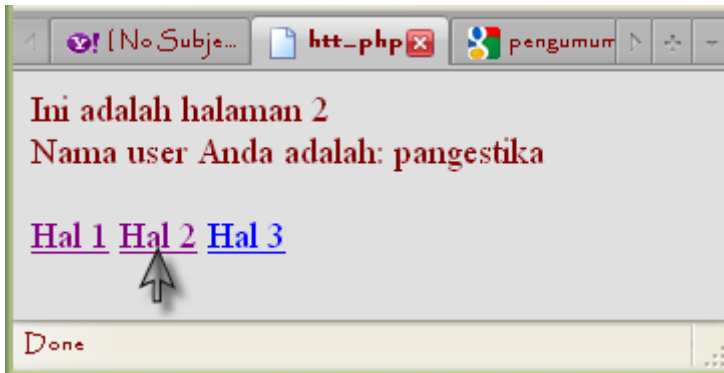 Y! [No Subje... htt_php pengumum
Ini adalah halaman 2
Nama user Anda adalah: pangestika
Hal 1 Hal 2 Hal 3
Done